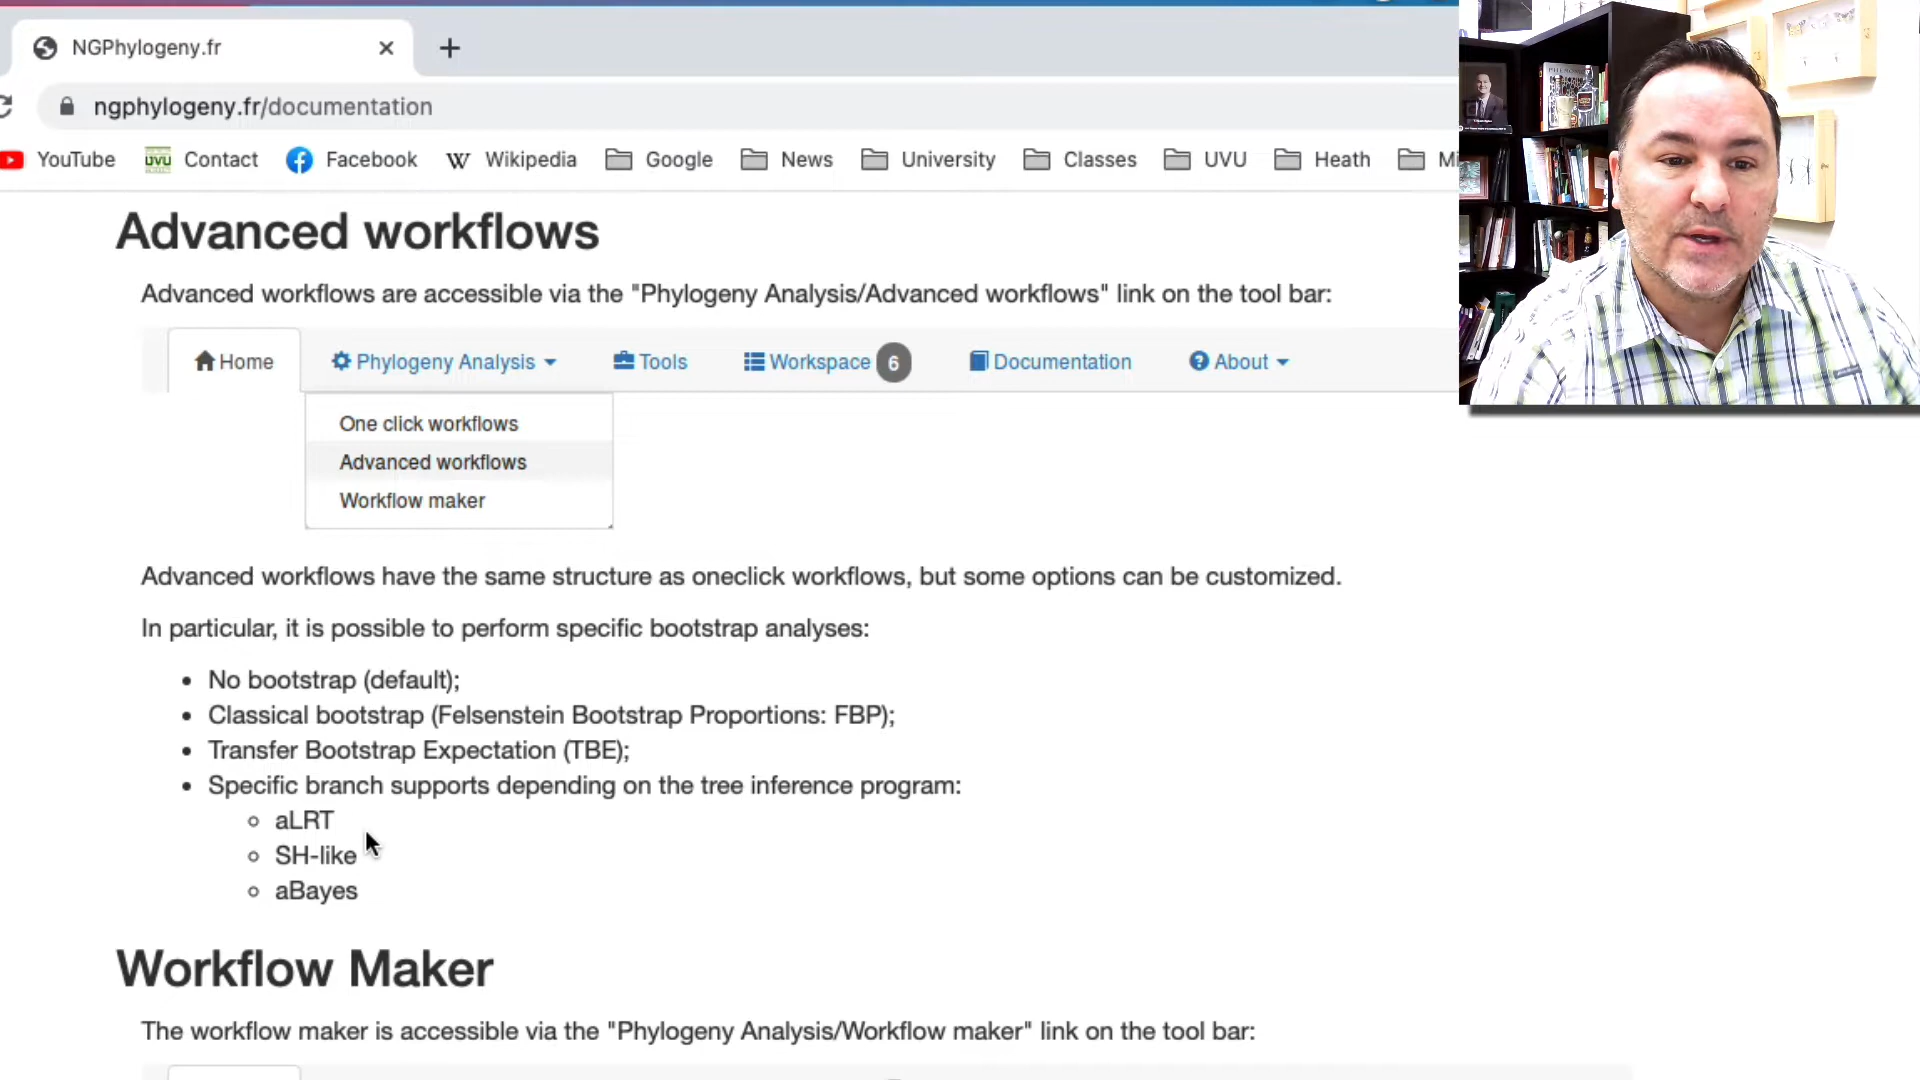 NGPhylogeny.fr
ngphylogeny.fr/documentation
YouTube UVU Contact Facebook W Wikipedia Google News University Classes UVU Heath
Advanced workflows
Advanced workflows are accessible via the "Phylogeny Analysis/Advanced workflows" link on the tool bar:
Home Phylogeny Analysis Tools Workspace 6 Documentation About
One click workflows
Advanced workflows
Workflow maker
Advanced workflows have the same structure as oneclick workflows, but some options can be customized.
In particular, it is possible to perform specific bootstrap analyses:
• No bootstrap (default);
• Classical bootstrap (Felsenstein Bootstrap Proportions: FBP);
• Transfer Bootstrap Expectation (TBE);
• Specific branch supports depending on the tree inference program:
◦ aLRT
◦ SH-like
◦ aBayes
Workflow Maker
The workflow maker is accessible via the "Phylogeny Analysis/Workflow maker" link on the tool bar: